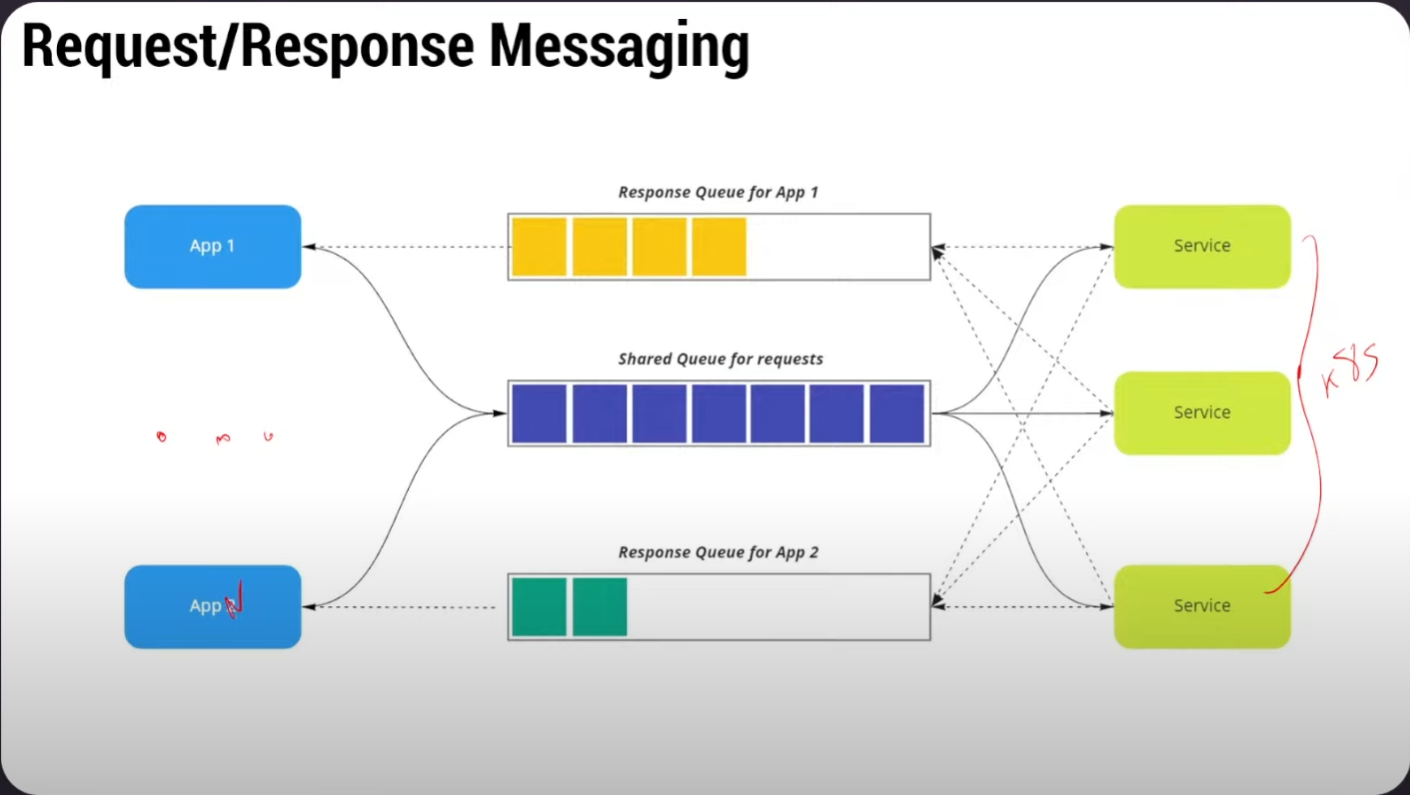 Request/Response Messaging
Response Queue for App 1
App 1
Service
Shared Queue for requests
Service
k8s
Response Queue for App 2
App N
Service